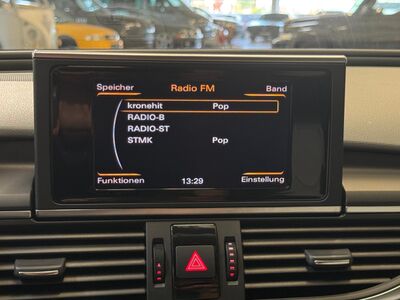 Speicher Radio FM Band
kronehit Pop
RADIO-B
RADIO-ST
STMK Pop
Funktionen 13:29 Einstellung